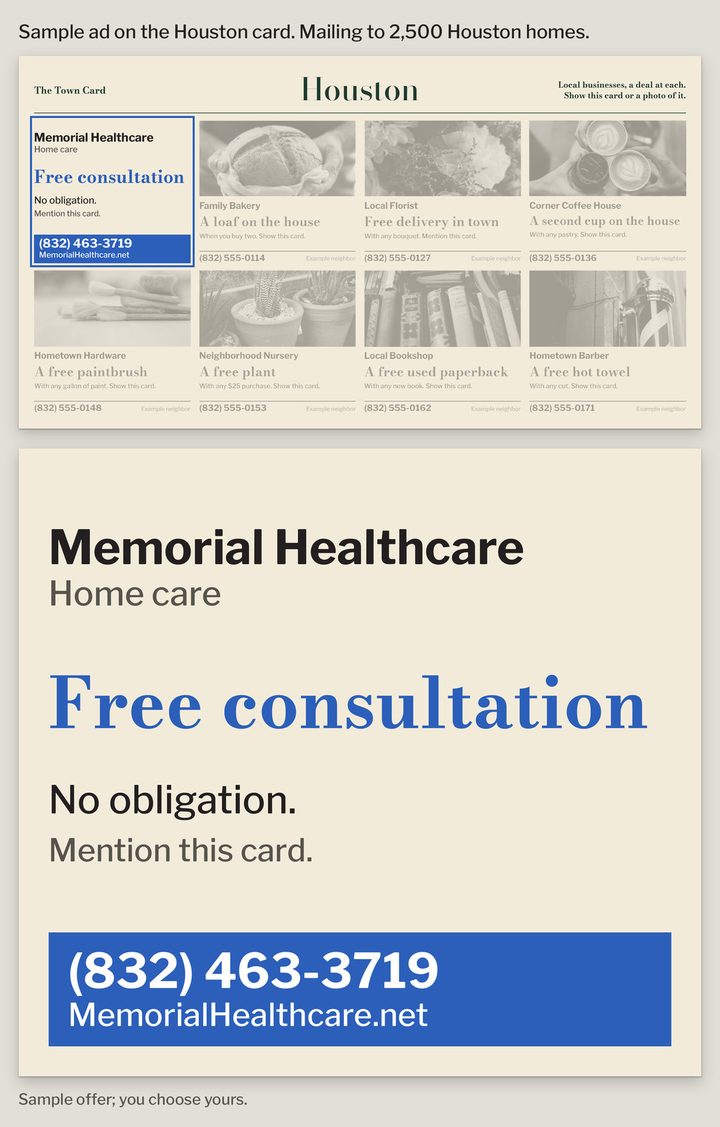 Sample ad on the Houston card. Mailing to 2,500 Houston homes.
The Town Card
Houston
Local businesses, a deal at each.
Show this card or a photo of it.
Memorial Healthcare
Home care
Free consultation
No obligation.
Mention this card.
(832) 463-3719
MemorialHealthcare.net
Family Bakery
A loaf on the house
When you buy two. Show this card.
(832) 555-0114
Example neighbor
Local Florist
Free delivery in town
With any bouquet. Mention this card.
(832) 555-0127
Example neighbor
Corner Coffee House
A second cup on the house
With any pastry. Show this card.
(832) 555-0136
Example neighbor
Hometown Hardware
A free paintbrush
With any gallon of paint. Show this card.
(832) 555-0148
Example neighbor
Neighborhood Nursery
A free plant
With any $25 purchase. Show this card.
(832) 555-0153
Example neighbor
Local Bookshop
A free used paperback
With any new book. Show this card.
(832) 555-0162
Example neighbor
Hometown Barber
A free hot towel
With any cut. Show this card.
(832) 555-0171
Example neighbor
Memorial Healthcare
Home care
Free consultation
No obligation.
Mention this card.
(832) 463-3719
MemorialHealthcare.net
Sample offer; you choose yours.